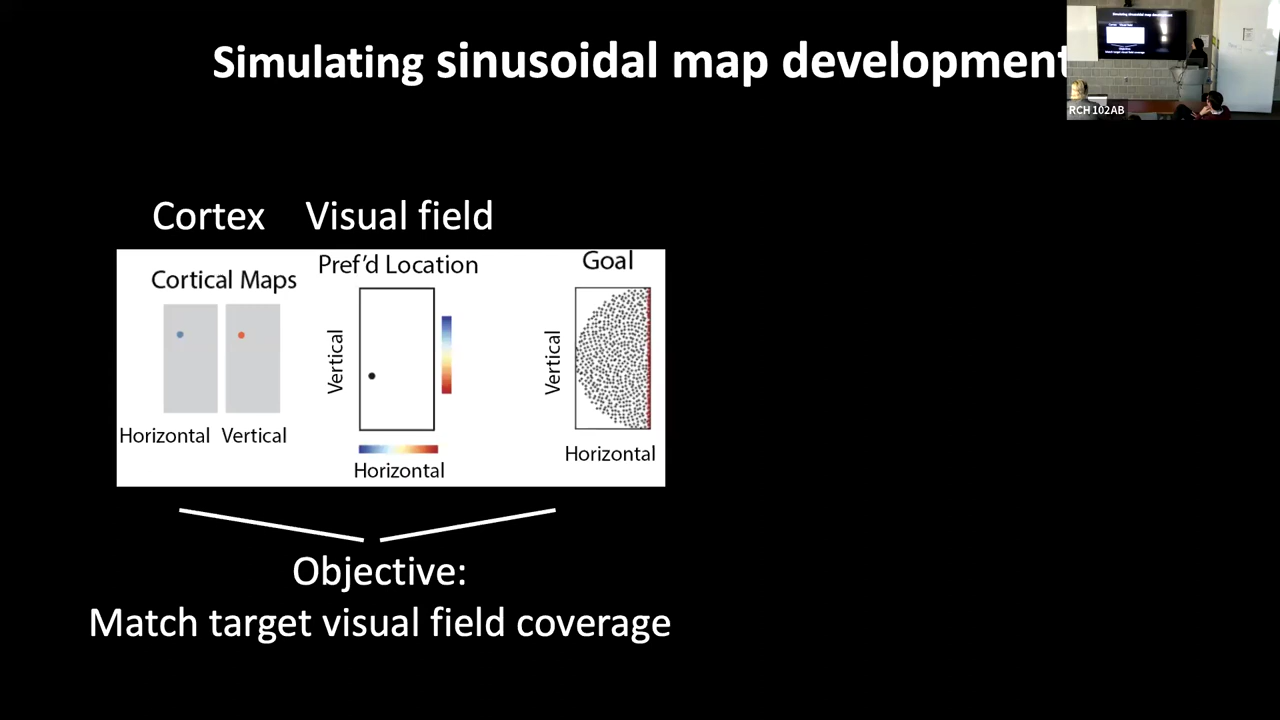 Simulating sinusoidal map development
RCH 102AB
Cortex Visual field
Cortical Maps
Pref'd Location
Goal
Vertical
Vertical
Horizontal Vertical
Horizontal
Horizontal
Objective:
Match target visual field coverage